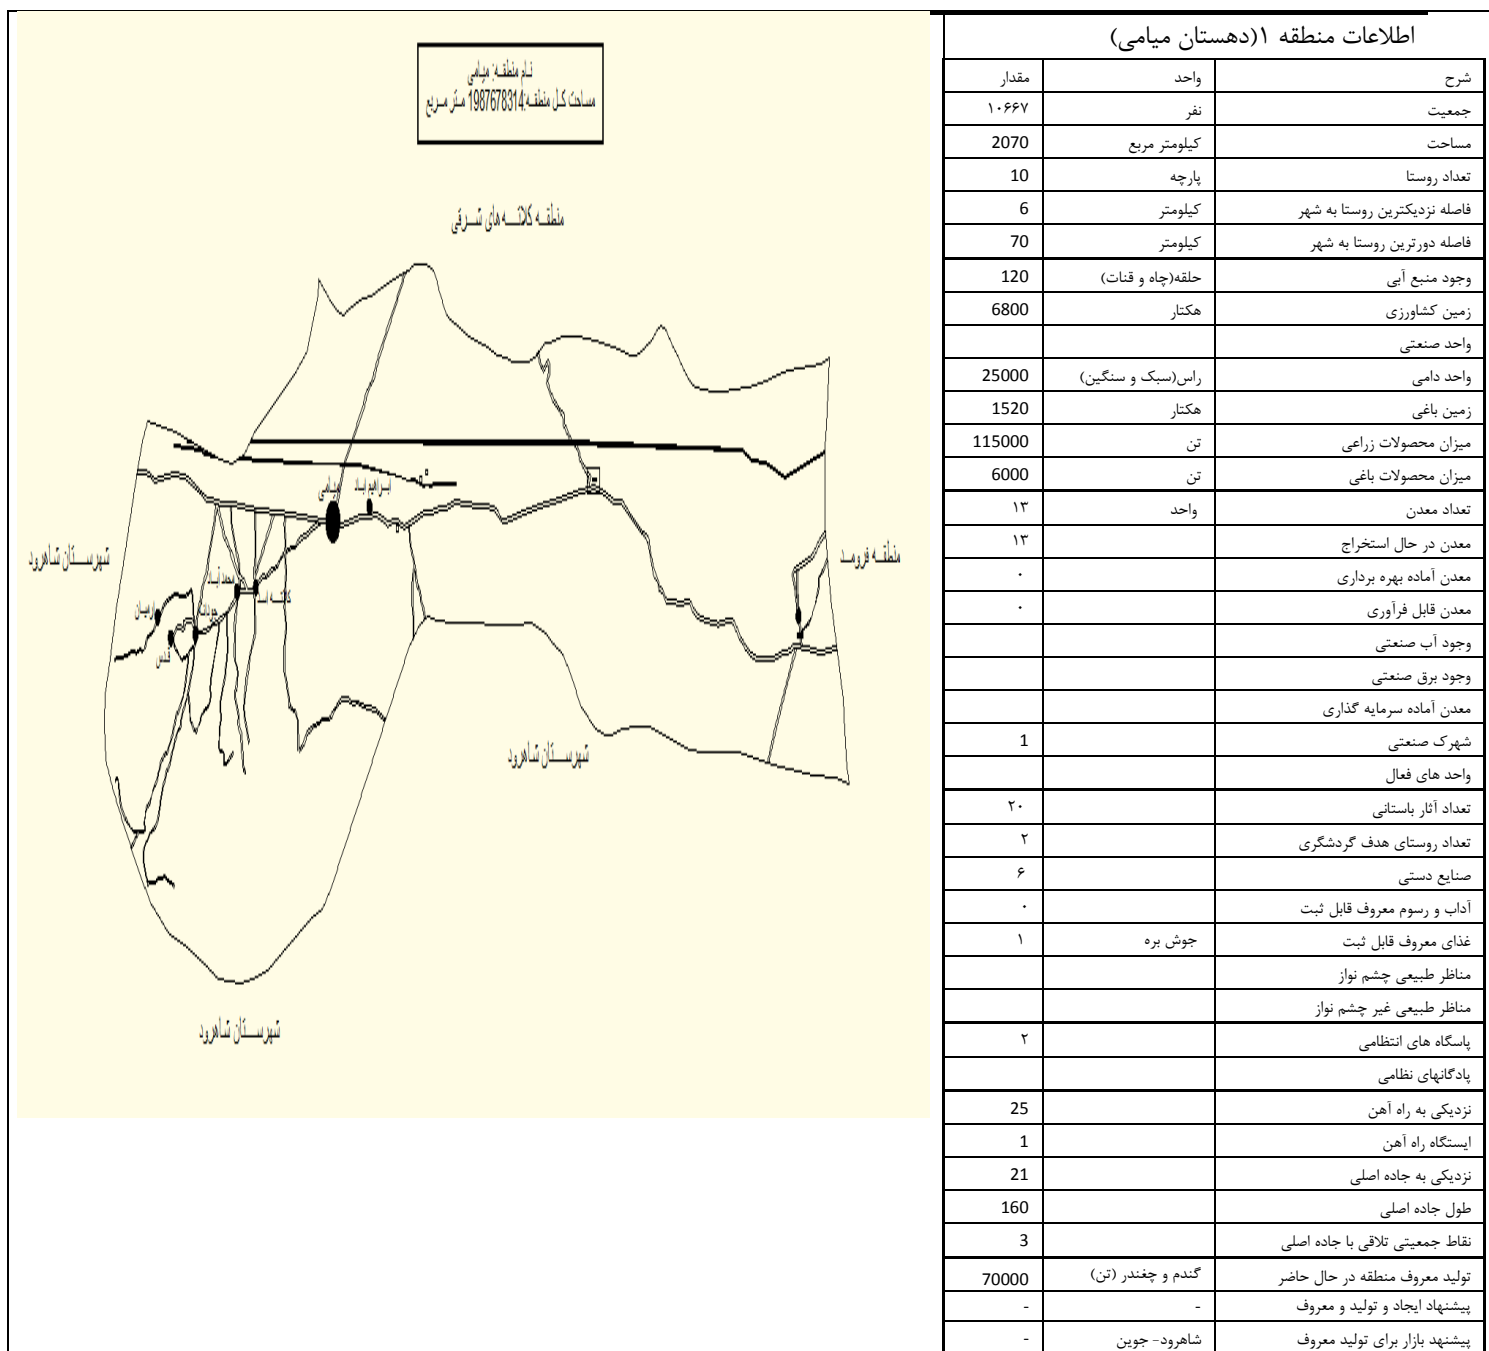 اطلاعات منطقه ۱(دهستان میامی)
شرح واحد مقدار
جمعیت نفر ۱۰۶۶۷
مساحت کیلومتر مربع 2070
تعداد روستا پارچه 10
فاصله نزدیکترین روستا به شهر کیلومتر 6
فاصله دورترین روستا به شهر کیلومتر 70
وجود منبع آبی حلقه(چاه و قنات) 120
زمین کشاورزی هکتار 6800
واحد صنعتی
واحد دامی راس(سبک و سنگین) 25000
زمین باغی هکتار 1520
میزان محصولات زراعی تن 115000
میزان محصولات باغی تن 6000
تعداد معدن واحد ۱۳
معدن در حال استخراج ۱۳
معدن آماده بهره برداری ۰
معدن قابل فرآوری ۰
وجود آب صنعتی
وجود برق صنعتی
معدن آماده سرمایه گذاری
شهرک صنعتی 1
واحد های فعال
تعداد آثار باستانی ۲۰
تعداد روستای هدف گردشگری ۲
صنایع دستی ۶
آداب و رسوم معروف قابل ثبت ۰
غذای معروف قابل ثبت جوش بره ۱
مناظر طبیعی چشم نواز
مناظر طبیعی غیر چشم نواز
پاسگاه های انتظامی ۲
پادگانهای نظامی
نزدیکی به راه آهن 25
ایستگاه راه آهن 1
نزدیکی به جاده اصلی 21
طول جاده اصلی 160
نقاط جمعیتی تلاقی با جاده اصلی 3
تولید معروف منطقه در حال حاضر گندم و چغندر (تن) 70000
پیشنهاد ایجاد و تولید و معروف - -
پیشنهد بازار برای تولید معروف شاهرود- جوین -
نام منطقه: میامی
مساحت کل منطقه:1987678314 متر مربع
منطقه کلاته های شرقی
میامی
ابراهیم اباد
منطقه فرومد
شهرستان شاهرود
محمد آباد
کلاته اسد
جودانه
ارمیان
قدس
شهرستان شاهرود
شهرستان شاهرود